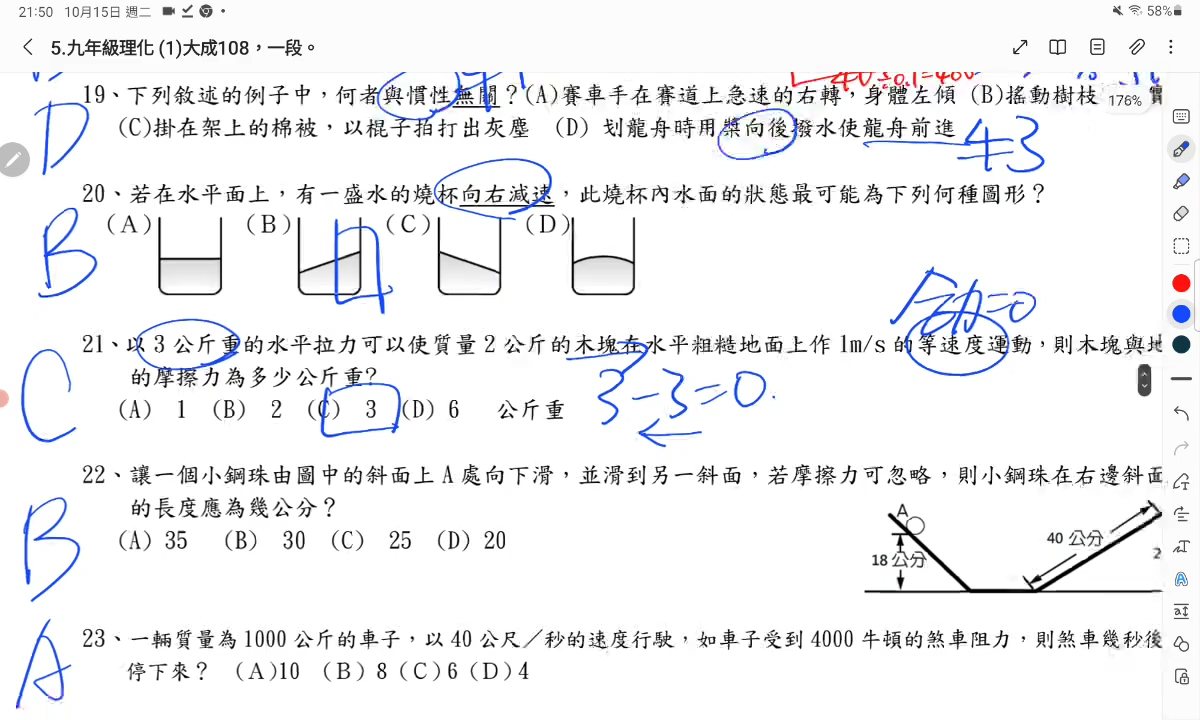 21:50 10月15日 週二 58%
5.九年級理化 (1)大成108，一段。
40÷0.1=400
176%
19、下列敘述的例子中，何者與慣性無關？(A)賽車手在賽道上急速的右轉，身體左傾 (B)搖動樹枝
D
(C)掛在架上的棉被，以棍子拍打出灰塵 (D) 划龍舟時用槳向後撥水使龍舟前進
43
20、若在水平面上，有一盛水的燒杯向右減速，此燒杯內水面的狀態最可能為下列何種圖形？
B
(A) (B) (C) (D)
合力=0
21、以 3 公斤重的水平拉力可以使質量 2 公斤的木塊在水平粗糙地面上作 1m/s 的等速度運動，則木塊與地
C
的摩擦力為多少公斤重?
3-3=0.
(A) 1 (B) 2 (C) 3 (D) 6 公斤重
22、讓一個小鋼珠由圖中的斜面上 A 處向下滑，並滑到另一斜面，若摩擦力可忽略，則小鋼珠在右邊斜面
B
的長度應為幾公分？
(A) 35 (B) 30 (C) 25 (D) 20
A
40 公分
18 公分
2
23、一輛質量為 1000 公斤的車子，以 40 公尺／秒的速度行駛，如車子受到 4000 牛頓的煞車阻力，則煞車幾秒後
A
停下來？ (A)10 (B) 8 (C) 6 (D) 4